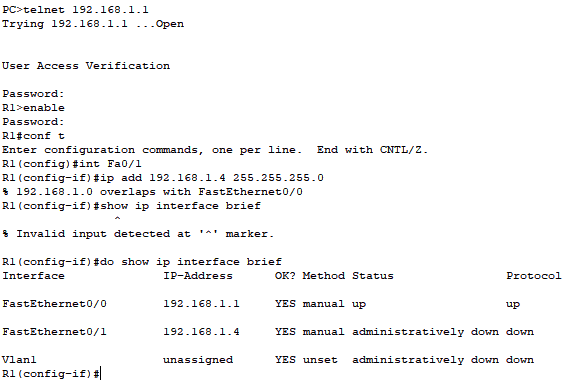 PC>telnet 192.168.1.1
Trying 192.168.1.1 ...Open
User Access Verification
Password:
R1>enable
Password:
R1#conf t
Enter configuration commands, one per line.  End with CNTL/Z.
R1(config)#int Fa0/1
R1(config-if)#ip add 192.168.1.4 255.255.255.0
% 192.168.1.0 overlaps with FastEthernet0/0
R1(config-if)#show ip interface brief
^
% Invalid input detected at '^' marker.
R1(config-if)#do show ip interface brief
Interface              IP-Address      OK? Method Status                Protocol
FastEthernet0/0        192.168.1.1     YES manual up                    up
FastEthernet0/1        192.168.1.4     YES manual administratively down down
Vlan1                  unassigned      YES unset  administratively down down
R1(config-if)#